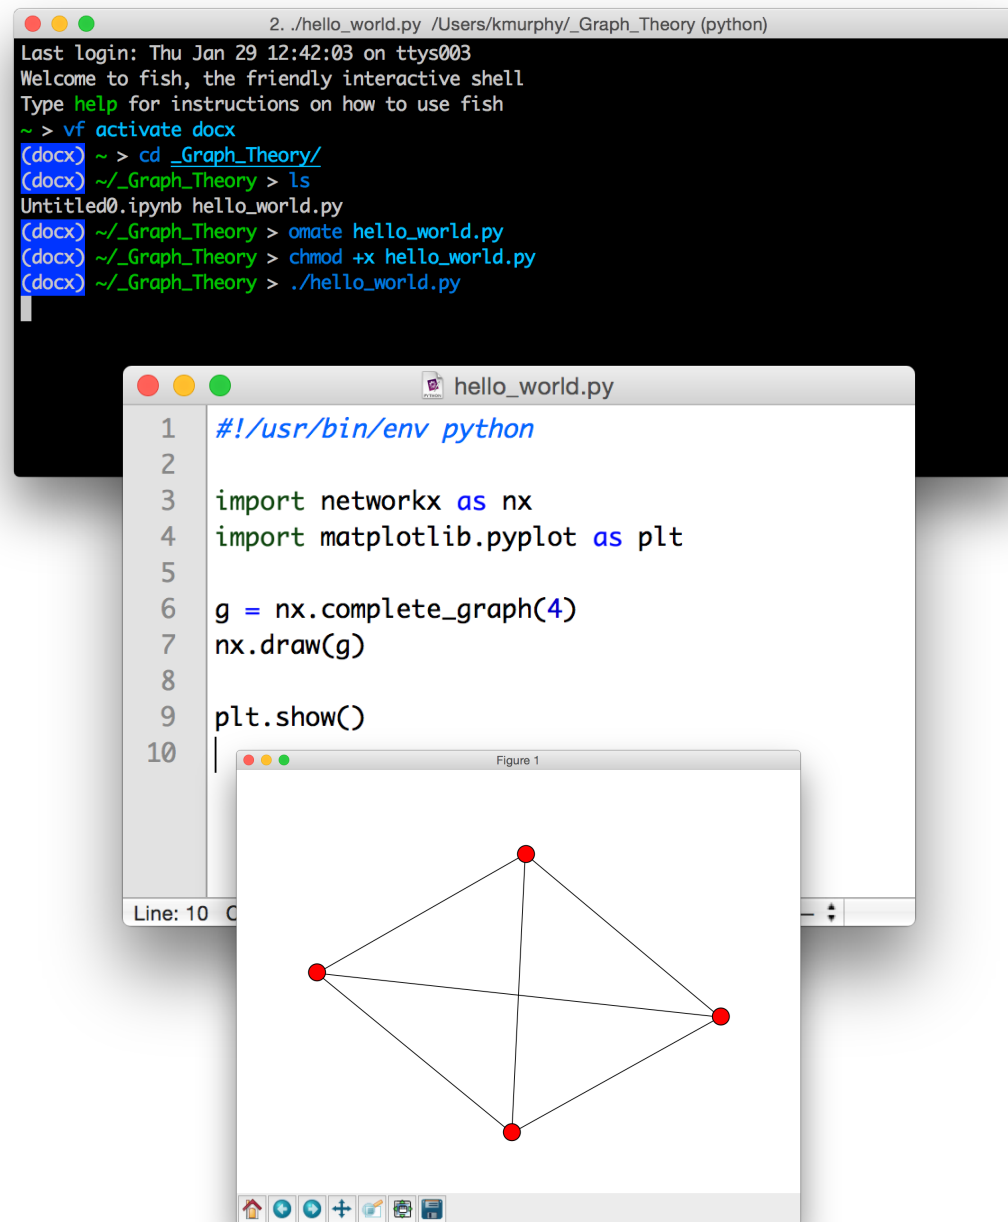 2. ./hello_world.py /Users/kmurphy/_Graph_Theory (python)
Last login: Thu Jan 29 12:42:03 on ttys003
Welcome to fish, the friendly interactive shell
Type help for instructions on how to use fish
~ > vf activate docx
(docx) ~ > cd _Graph_Theory/
(docx) ~/_Graph_Theory > ls
Untitled0.ipynb hello_world.py
(docx) ~/_Graph_Theory > omate hello_world.py
(docx) ~/_Graph_Theory > chmod +x hello_world.py
(docx) ~/_Graph_Theory > ./hello_world.py
hello_world.py
1 #!/usr/bin/env python
2
3 import networkx as nx
4 import matplotlib.pyplot as plt
5
6 g = nx.complete_graph(4)
7 nx.draw(g)
8
9 plt.show()
10
Figure 1
Line: 10